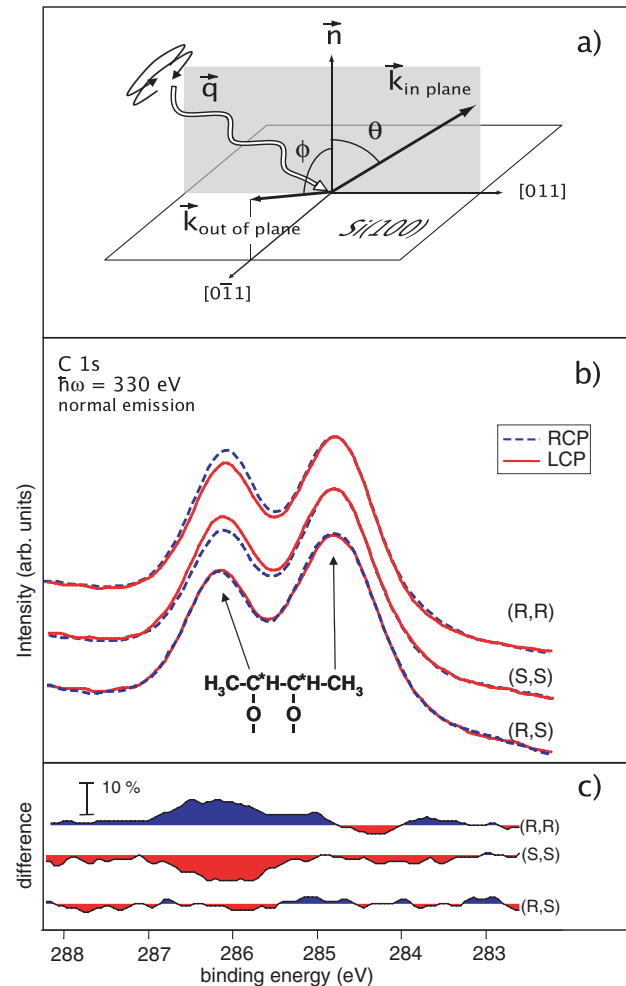 a)
n
q
k in plane
ϕ
θ
[011]
k out of plane
Si(100)
[01̄1]
C 1s
ħω = 330 eV
normal emission
b)
RCP
LCP
Intensity (arb. units)
(R,R)
(S,S)
(R,S)
H₃C-C*H-C*H-CH₃
O O
c)
10 %
difference
(R,R)
(S,S)
(R,S)
288 287 286 285 284 283
binding energy (eV)